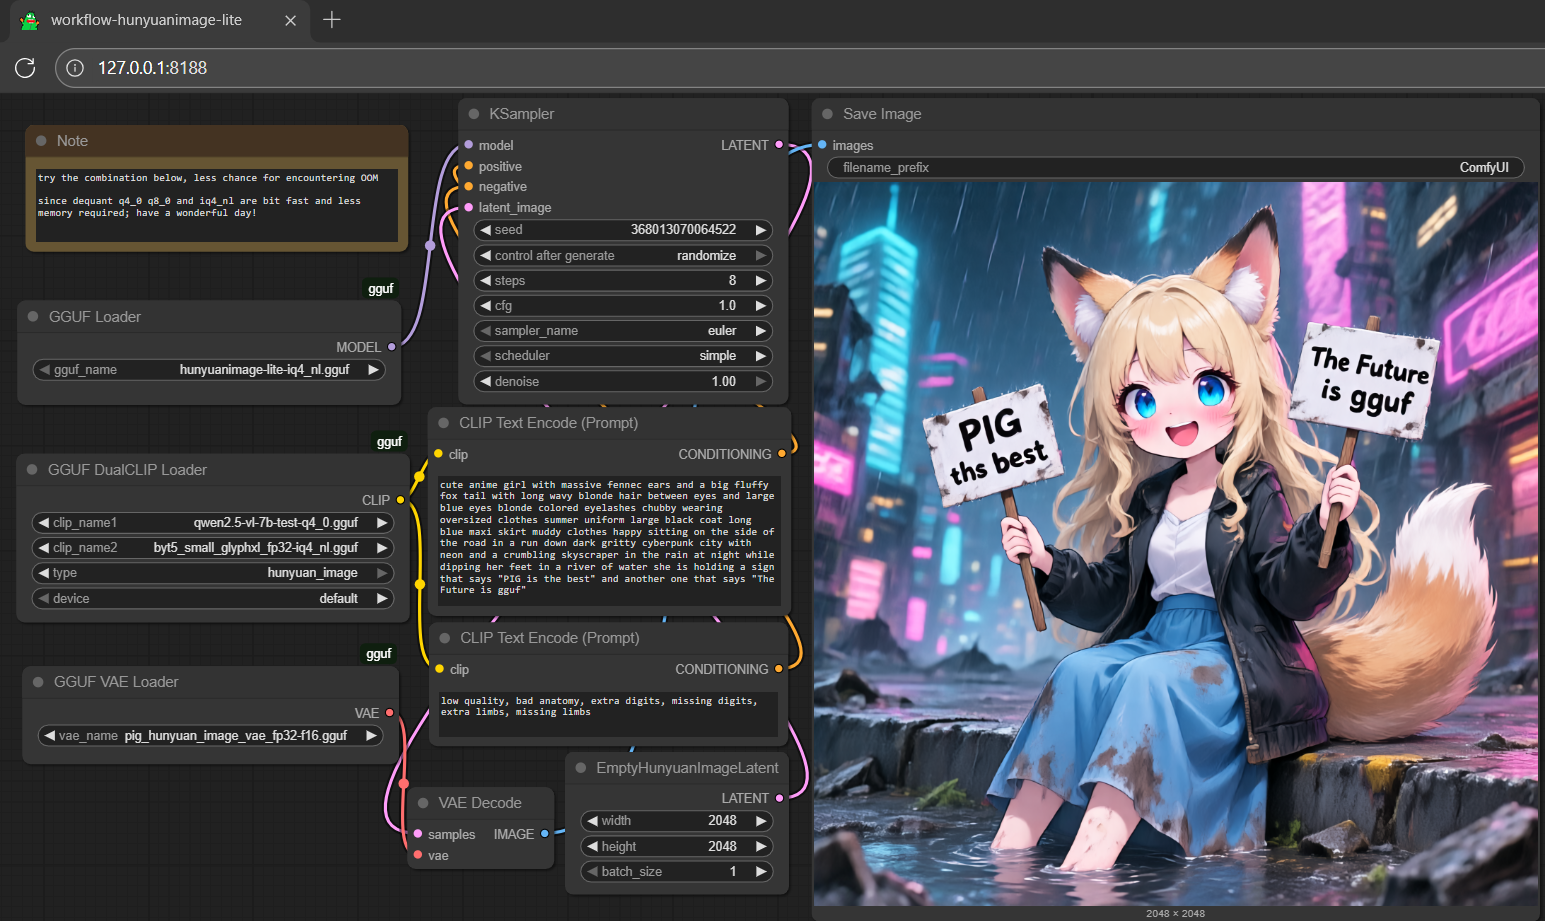 workflow-hunyuanimage-lite
127.0.0.1:8188
Note
try the combination below, less chance for encountering OOM
since dequant q4_0 q8_0 and iq4_nl are bit fast and less
memory required; have a wonderful day!
gguf
GGUF Loader
MODEL
gguf_name hunyuanimage-lite-iq4_nl.gguf
gguf
GGUF DualCLIP Loader
CLIP
clip_name1 qwen2.5-vl-7b-test-q4_0.gguf
clip_name2 byt5_small_glyphxl_fp32-iq4_nl.gguf
type hunyuan_image
device default
gguf
GGUF VAE Loader
VAE
vae_name pig_hunyuan_image_vae_fp32-f16.gguf
KSampler
model LATENT
positive
negative
latent_image
seed 368013070064522
control after generate randomize
steps 8
cfg 1.0
sampler_name euler
scheduler simple
denoise 1.00
CLIP Text Encode (Prompt)
clip CONDITIONING
cute anime girl with massive fennec ears and a big fluffy
fox tail with long wavy blonde hair between eyes and large
blue eyes blonde colored eyelashes chubby wearing
oversized clothes summer uniform large black coat long
blue maxi skirt muddy clothes happy sitting on the side of
the road in a run down dark gritty cyberpunk city with
neon and a crumbling skyscraper in the rain at night while
dipping her feet in a river of water she is holding a sign
that says "PIG is the best" and another one that says "The
Future is gguf"
CLIP Text Encode (Prompt)
clip CONDITIONING
low quality, bad anatomy, extra digits, missing digits,
extra limbs, missing limbs
VAE Decode
samples IMAGE
vae
EmptyHunyuanImageLatent
LATENT
width 2048
height 2048
batch_size 1
Save Image
images
filename_prefix ComfyUI
The Future
is gguf
PIG
ths best
2048 × 2048